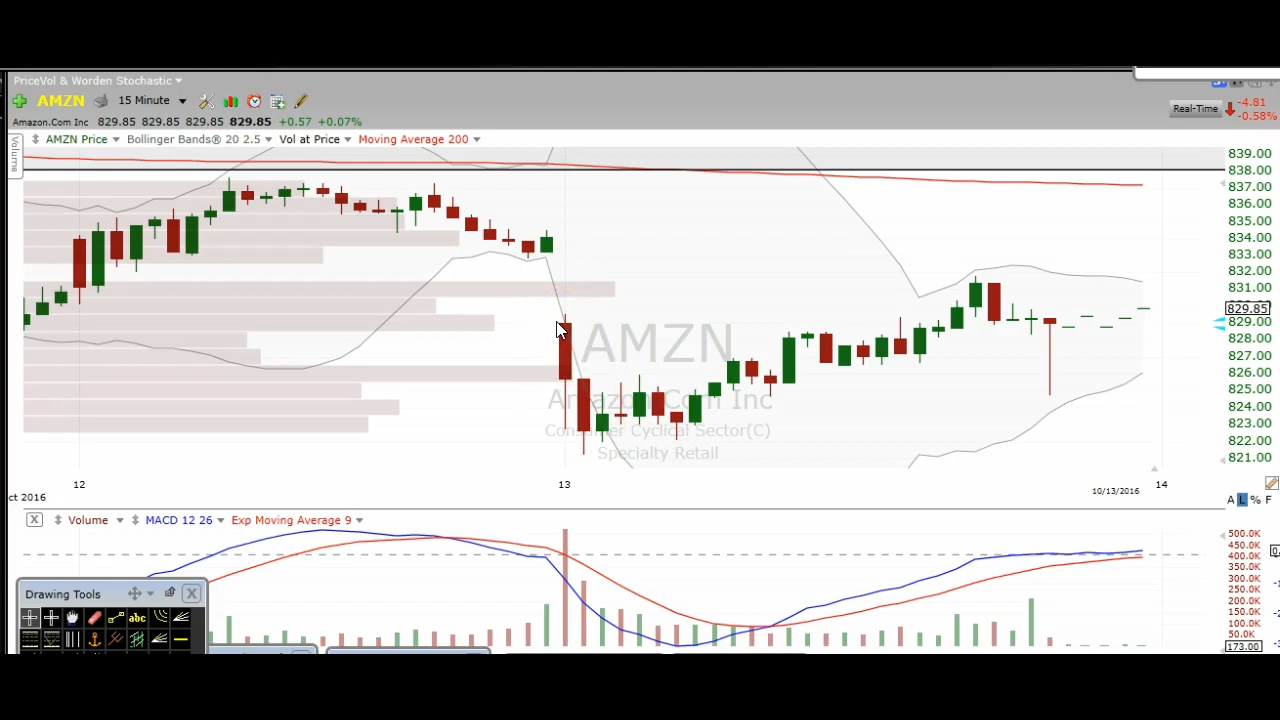 PriceVol & Worden Stochastic
AMZN 15 Minute
Real-Time -4.81
-0.58%
Amazon.Com Inc 829.85 829.85 829.85 829.85 +0.57 +0.07%
Volume
AMZN Price Bollinger Bands® 20 2.5 Vol at Price Moving Average 200
839.00
838.00
837.00
836.00
835.00
834.00
833.00
832.00
831.00
829.85
829.00
828.00
827.00
826.00
825.00
824.00
823.00
822.00
821.00
AMZN
Amazon.Com Inc
Consumer Cyclical Sector(C)
Specialty Retail
12 13 14
10/13/2016
ct 2016
A L % F
X Volume MACD 12 26 Exp Moving Average 9
500.0K
450.0K
400.0K
350.0K
300.0K
250.0K
200.0K
150.0K
100.0K
50.0K
173.00
Drawing Tools X
abc